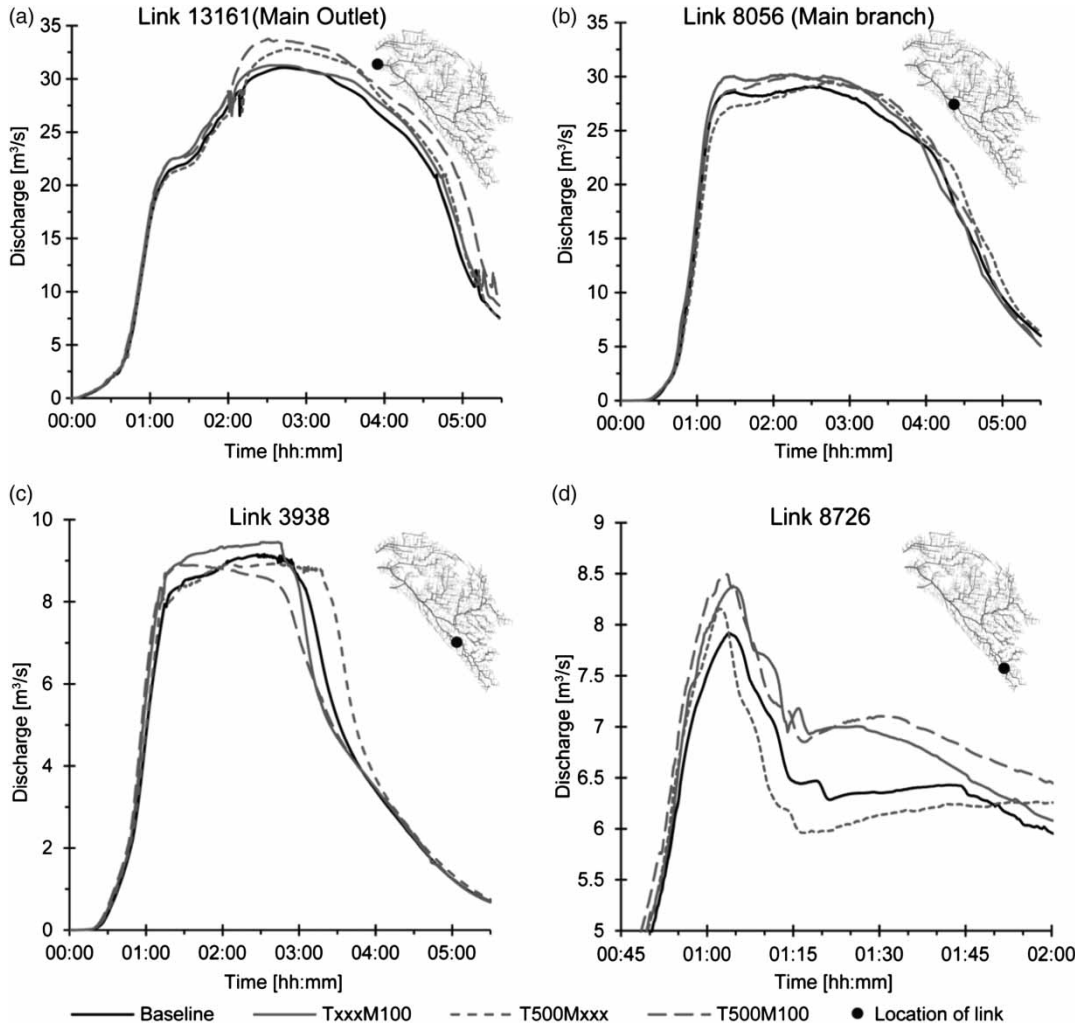 (a)
Link 13161(Main Outlet)
35
30
25
20
15
10
5
0
Discharge [m³/s]
00:00 01:00 02:00 03:00 04:00 05:00
Time [hh:mm]
(b)
Link 8056 (Main branch)
35
30
25
20
15
10
5
0
Discharge [m³/s]
00:00 01:00 02:00 03:00 04:00 05:00
Time [hh:mm]
(c)
Link 3938
10
8
6
4
2
0
Discharge [m³/s]
00:00 01:00 02:00 03:00 04:00 05:00
Time [hh:mm]
(d)
Link 8726
9
8.5
8
7.5
7
6.5
6
5.5
5
Discharge [m³/s]
00:45 01:00 01:15 01:30 01:45 02:00
Time [hh:mm]
Baseline TxxxM100 T500Mxxx T500M100 Location of link